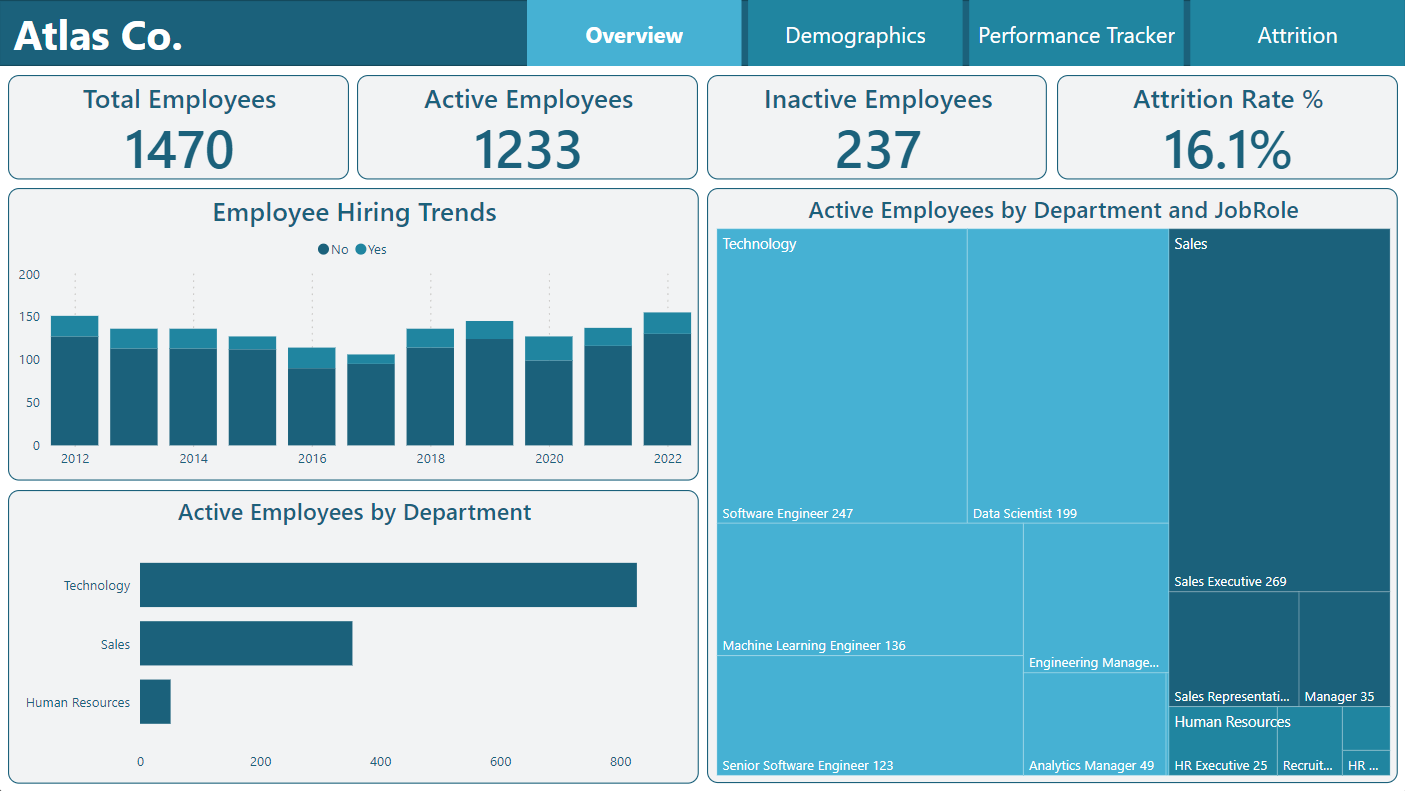 Atlas Co.
Overview
Demographics
Performance Tracker
Attrition
Total Employees
1470
Active Employees
1233
Inactive Employees
237
Attrition Rate %
16.1%
Employee Hiring Trends
No Yes
200
150
100
50
0
2012 2014 2016 2018 2020 2022
Active Employees by Department
Technology
Sales
Human Resources
0 200 400 600 800
Active Employees by Department and JobRole
Technology
Software Engineer 247
Data Scientist 199
Machine Learning Engineer 136
Engineering Manage...
Senior Software Engineer 123
Analytics Manager 49
Sales
Sales Executive 269
Sales Representati...
Manager 35
Human Resources
HR Executive 25
Recruit...
HR ...